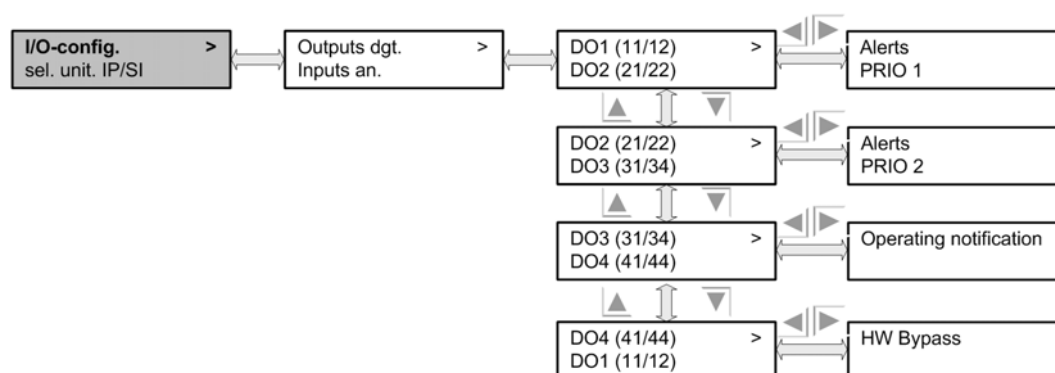 I/O-config. >
sel. unit. IP/SI
Outputs dgt. >
Inputs an.
DO1 (11/12) >
DO2 (21/22)
Alerts
PRIO 1
DO2 (21/22) >
DO3 (31/34)
Alerts
PRIO 2
DO3 (31/34) >
DO4 (41/44)
Operating notification
DO4 (41/44) >
DO1 (11/12)
HW Bypass